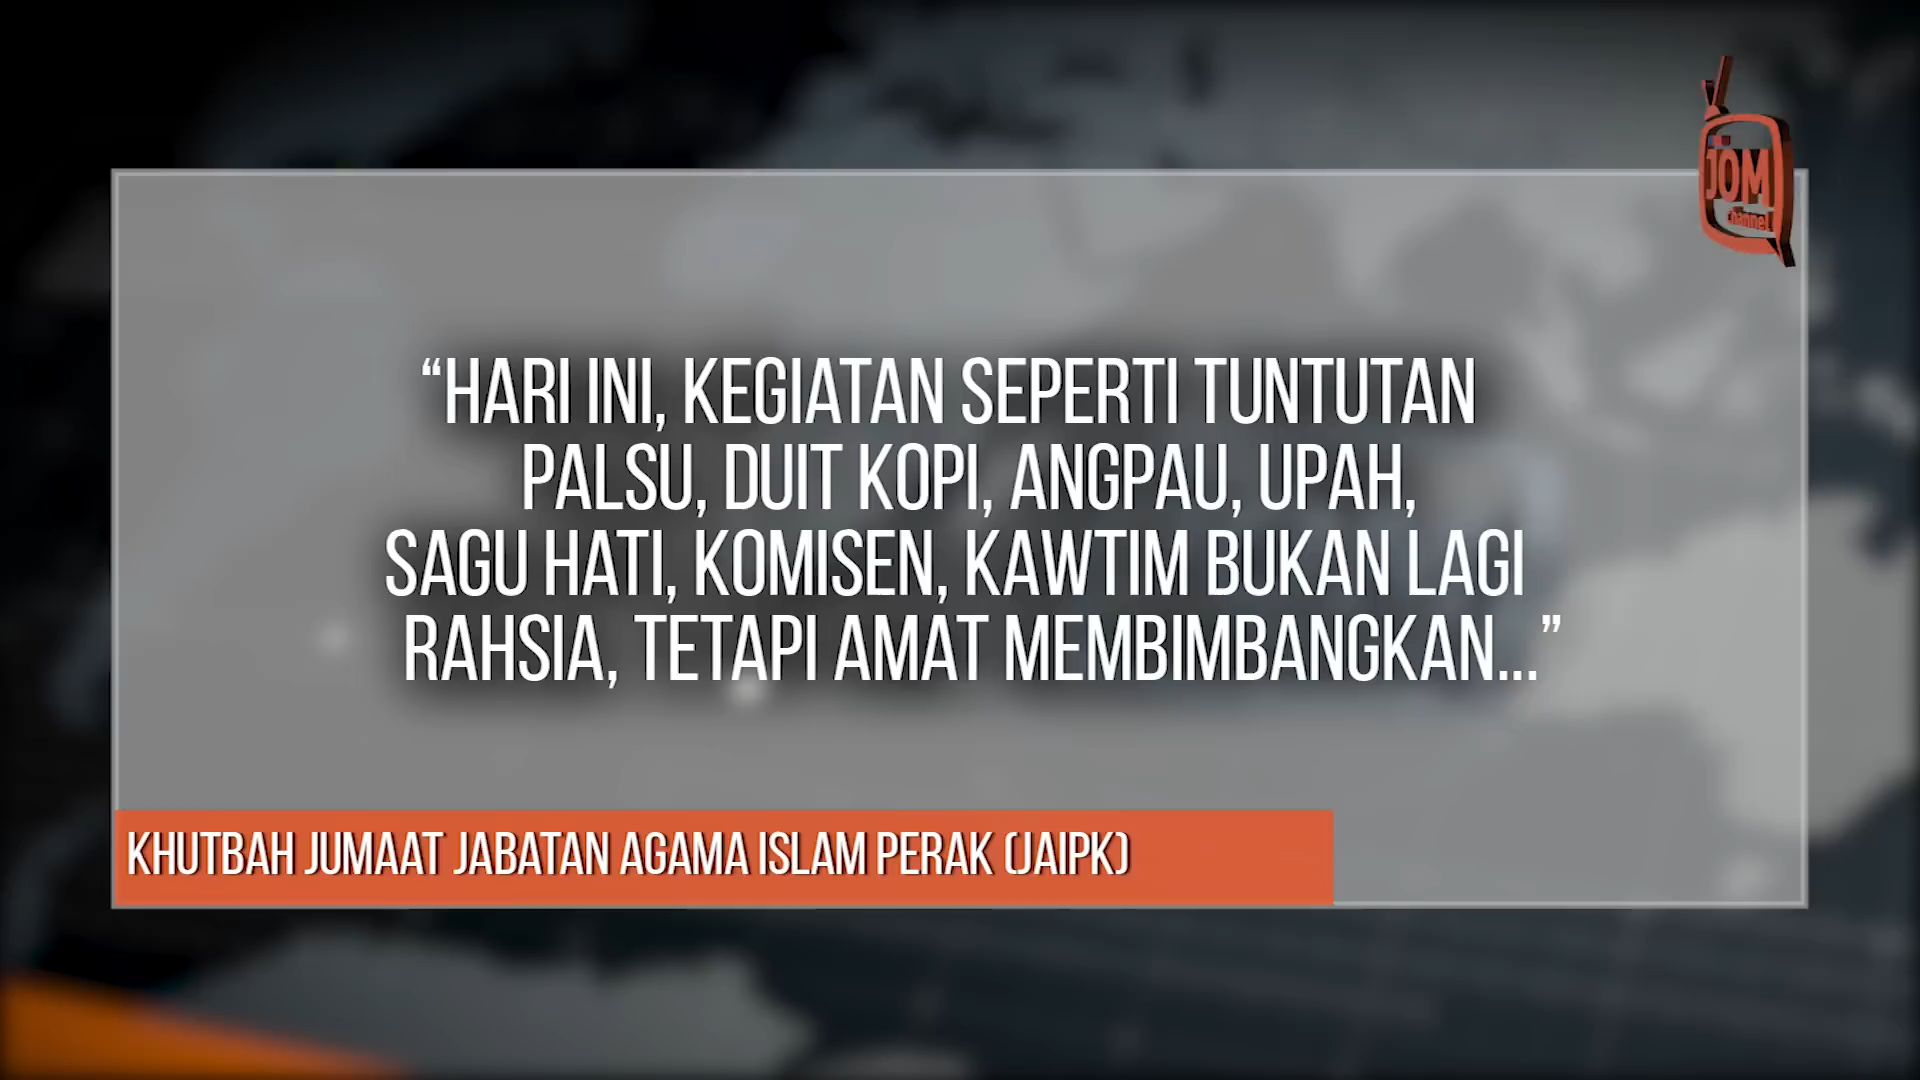 JOM
channel
“HARI INI, KEGIATAN SEPERTI TUNTUTAN
PALSU, DUIT KOPI, ANGPAU, UPAH,
SAGU HATI, KOMISEN, KAWTIM BUKAN LAGI
RAHSIA, TETAPI AMAT MEMBIMBANGKAN...”
KHUTBAH JUMAAT JABATAN AGAMA ISLAM PERAK (JAIPK)